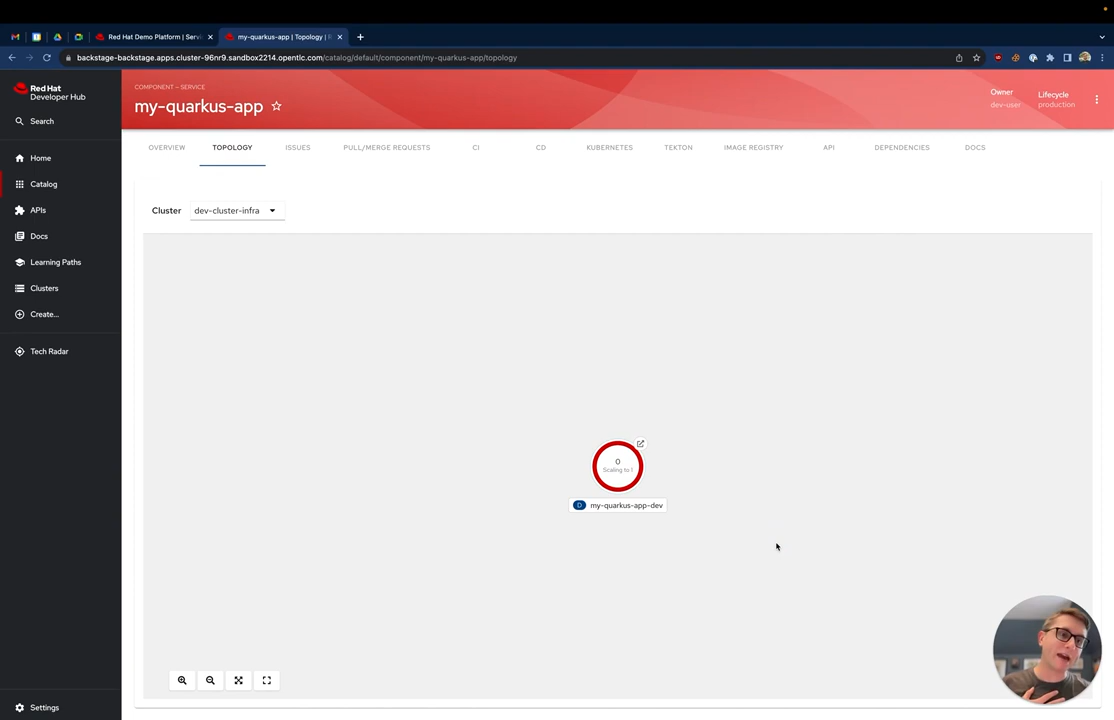 Red Hat Demo Platform | Servi
my-quarkus-app | Topology | R
backstage-backstage.apps.cluster-96nr9.sandbox2214.opentlc.com/catalog/default/component/my-quarkus-app/topology
Red Hat
Developer Hub
Search
Home
Catalog
APIs
Docs
Learning Paths
Clusters
Create...
Tech Radar
Settings
COMPONENT — SERVICE
my-quarkus-app
Owner
dev-user
Lifecycle
production
OVERVIEW
TOPOLOGY
ISSUES
PULL/MERGE REQUESTS
CI
CD
KUBERNETES
TEKTON
IMAGE REGISTRY
API
DEPENDENCIES
DOCS
Cluster
dev-cluster-infra
0
Scaling to 1
D
my-quarkus-app-dev